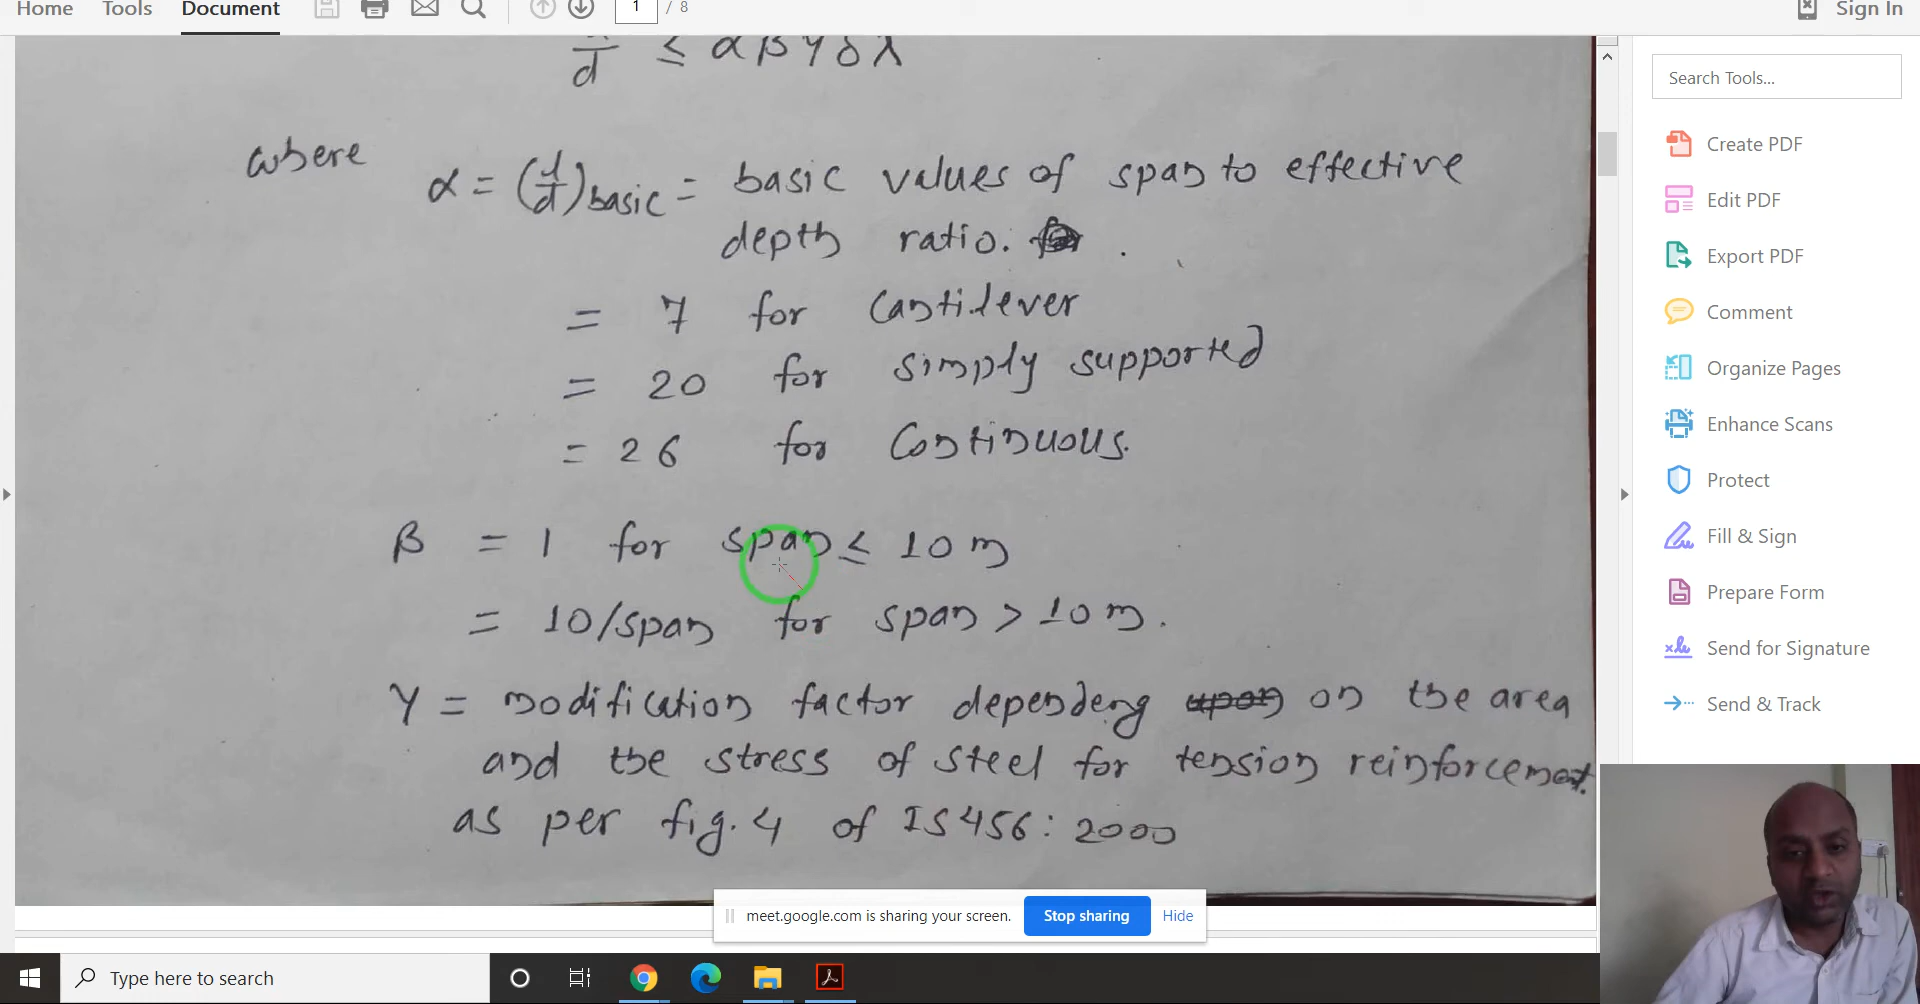 Home Tools Document 1 / 8 Sign In
d ≤ αβγδλ
where
α = (l/d)basic = basic values of span to effective
depth ratio.
= 7 for Cantilever
= 20 for simply supported
= 26 for Continuous.
β = 1 for span ≤ 10 m
= 10/span for span > 10 m.
γ = modification factor dependeng upon on the area
and the stress of steel for tension reinforcement.
as per fig. 4 of IS 456 : 2000
Search Tools...
Create PDF
Edit PDF
Export PDF
Comment
Organize Pages
Enhance Scans
Protect
Fill & Sign
Prepare Form
Send for Signature
Send & Track
meet.google.com is sharing your screen. Stop sharing Hide
Type here to search